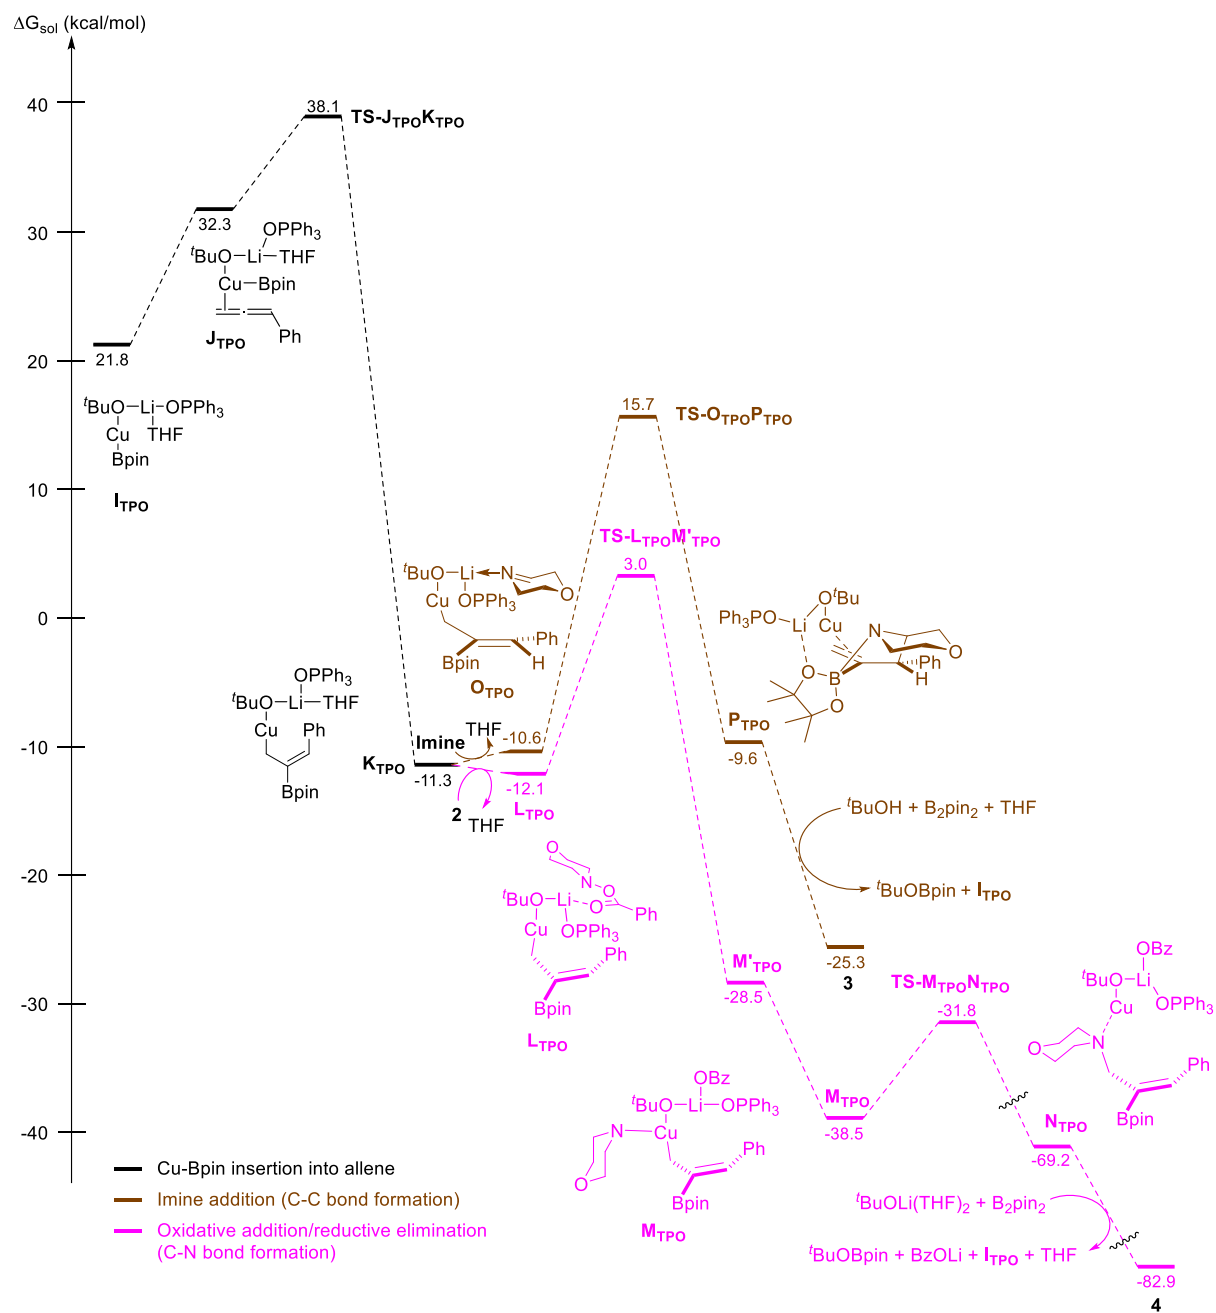 ΔGsol (kcal/mol)
40
30
20
10
0
-10
-20
-30
-40
38.1
TS-JTPOKTPO
32.3
OPPh3
tBuO
Li
THF
Cu
Bpin
Ph
JTPO
21.8
tBuO
Li
OPPh3
Cu
THF
Bpin
ITPO
15.7
TS-OTPOPTPO
TS-LTPOM'TPO
3.0
tBuO
Li
N
O
Cu
OPPh3
Ph
Bpin
H
OTPO
Ph3PO
Li
OtBu
Cu
N
O
O
B
Ph
H
O
PTPO
-9.6
OPPh3
tBuO
Li
THF
Cu
Ph
Bpin
KTPO
-11.3
Imine
THF
-10.6
2
THF
-12.1
LTPO
tBuOH + B2pin2 + THF
tBuOBpin + ITPO
-25.3
3
O
N
O
tBuO
Li
O
Ph
Cu
OPPh3
Ph
Bpin
LTPO
M'TPO
-28.5
TS-MTPONTPO
-31.8
MTPO
-38.5
OBz
tBuO
Li
OPPh3
Cu
O
N
Ph
Bpin
NTPO
-69.2
OBz
tBuO
Li
OPPh3
N
Cu
Ph
O
Bpin
MTPO
tBuOLi(THF)2 + B2pin2
tBuOBpin + BzOLi + ITPO + THF
-82.9
4
Cu-Bpin insertion into allene
Imine addition (C-C bond formation)
Oxidative addition/reductive elimination
(C-N bond formation)